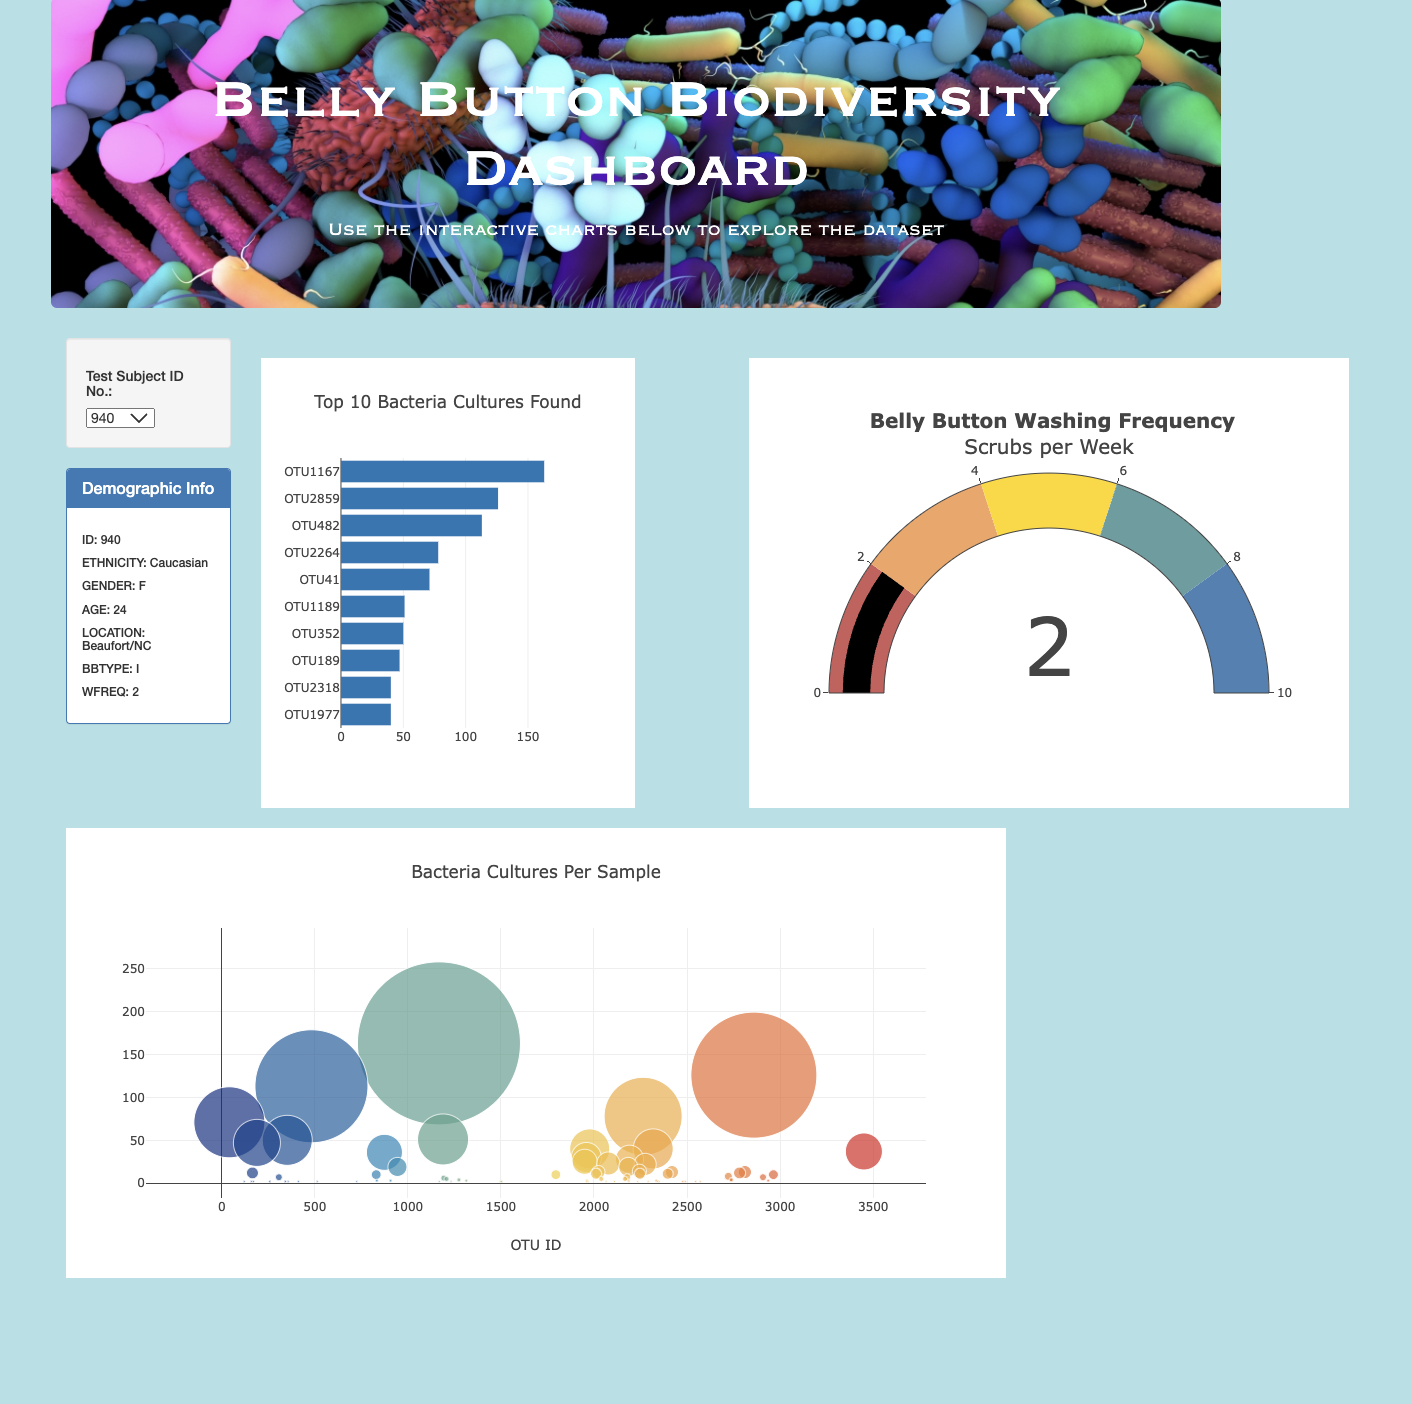 Belly Button Biodiversity
Dashboard
Use the interactive charts below to explore the dataset
Test Subject ID
No.:
940
Demographic Info
ID: 940
ETHNICITY: Caucasian
GENDER: F
AGE: 24
LOCATION:
Beaufort/NC
BBTYPE: I
WFREQ: 2
Top 10 Bacteria Cultures Found
OTU1167
OTU2859
OTU482
OTU2264
OTU41
OTU1189
OTU352
OTU189
OTU2318
OTU1977
0 50 100 150
Belly Button Washing Frequency
Scrubs per Week
4 6
2 8
2
0 10
Bacteria Cultures Per Sample
250
200
150
100
50
0
0 500 1000 1500 2000 2500 3000 3500
OTU ID